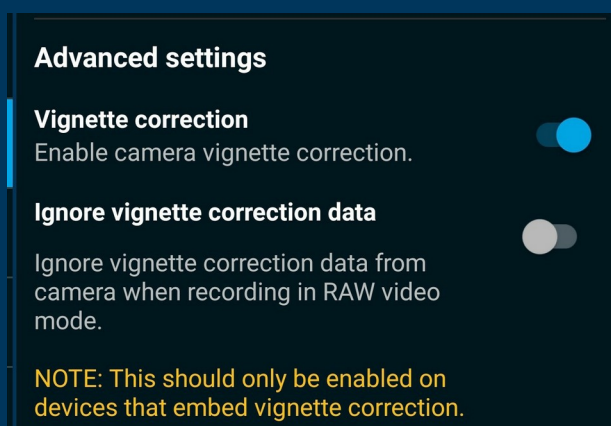 Advanced settings
Vignette correction
Enable camera vignette correction.
Ignore vignette correction data
Ignore vignette correction data from
camera when recording in RAW video
mode.
NOTE: This should only be enabled on
devices that embed vignette correction.